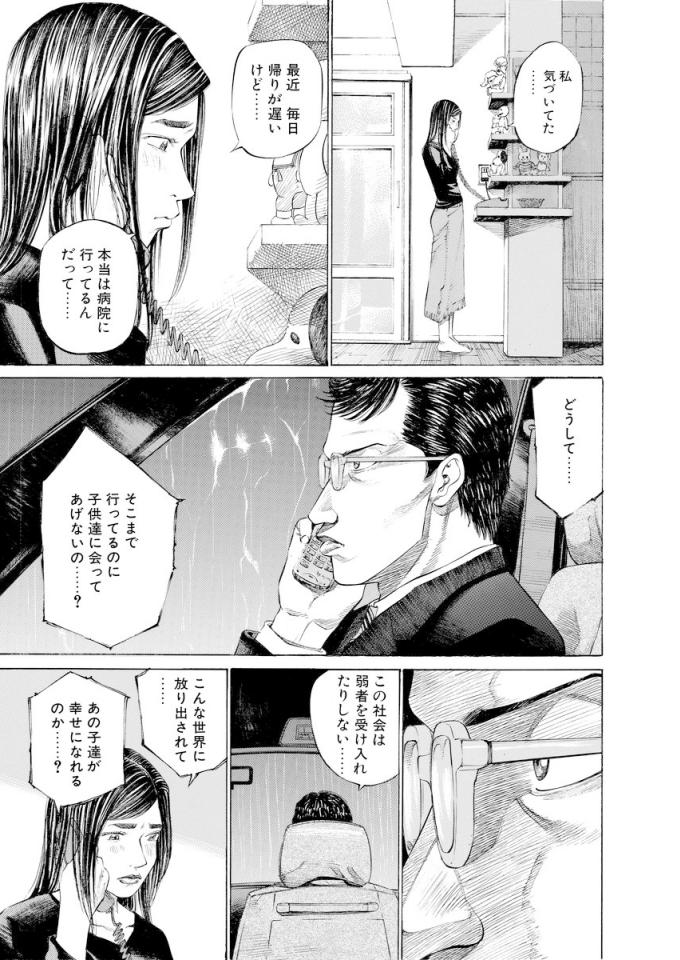 私
気づいてた
……
最近 毎日
帰りが遅い
けど……
本当は病院に
行ってるん
だって……
どうして……
そこまで
行ってるのに
子供達に会って
あげないの……?
この社会は
弱者を受け入れ
たりしない……
こんな世界に
放り出されて
……
あの子達が
幸せになれる
のか……?